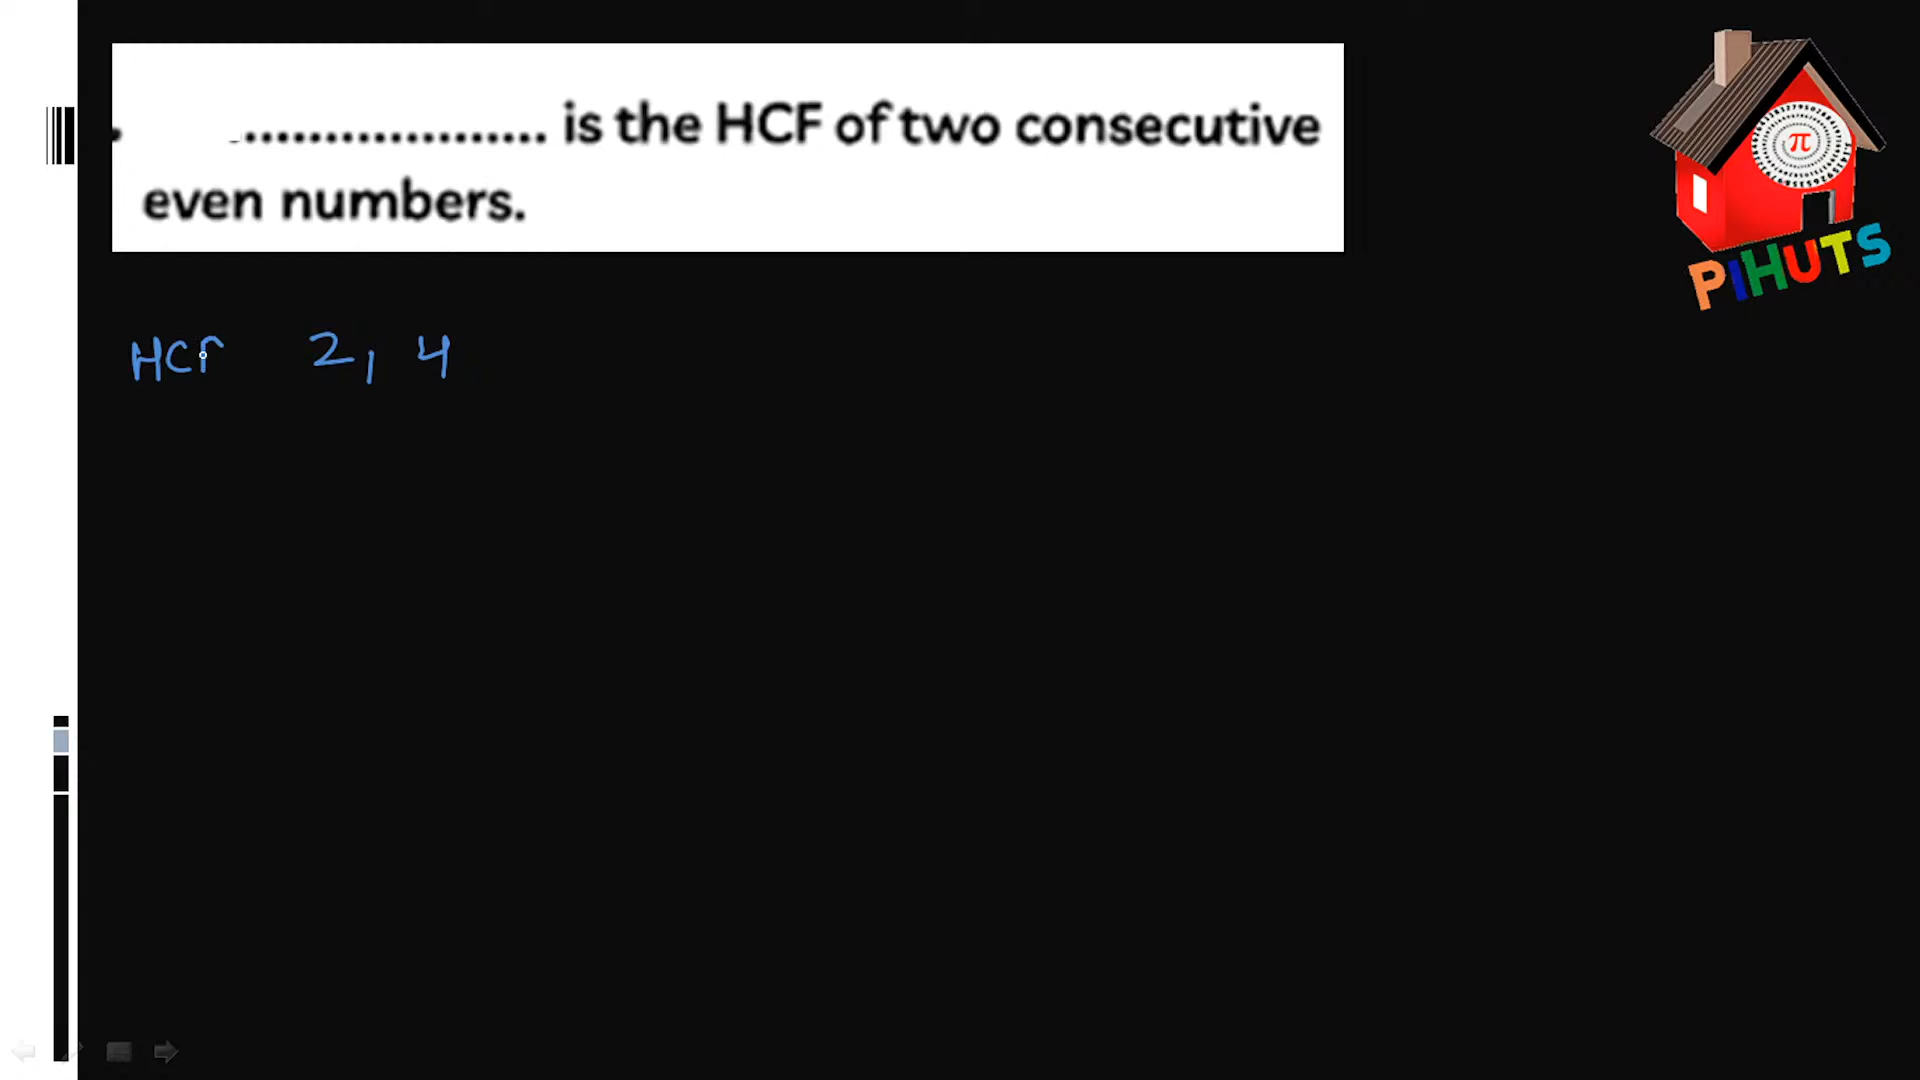 ................... is the HCF of two consecutive
even numbers.
HCF 2, 4
π
PIHUTS